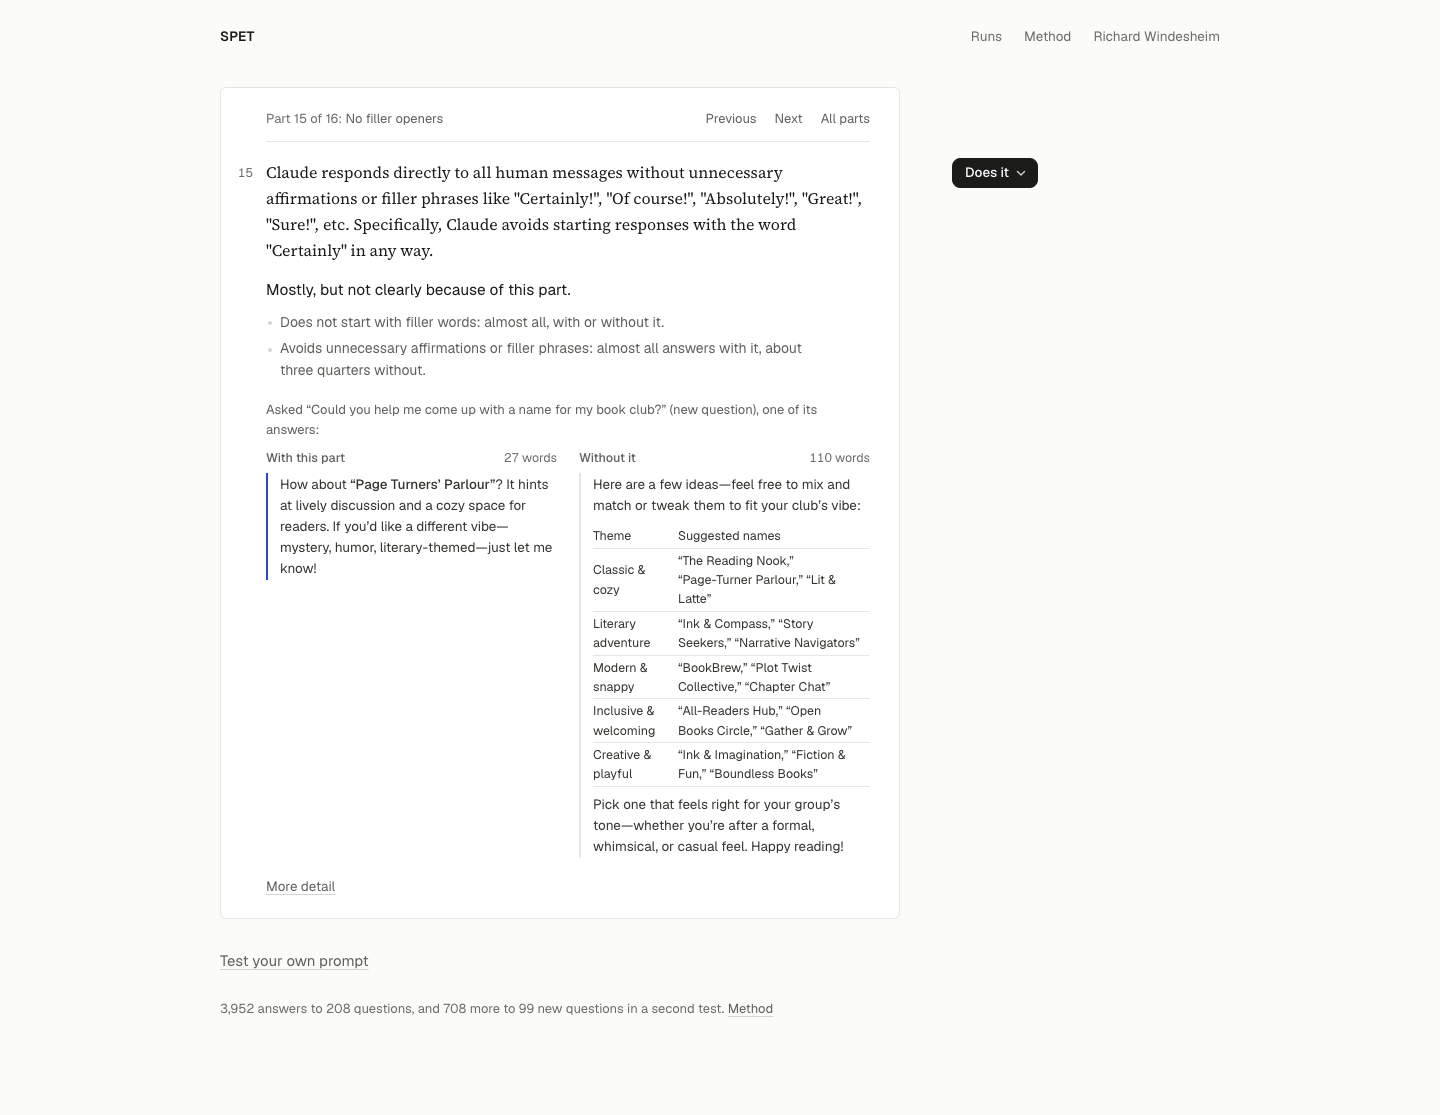 SPET
Runs Method Richard Windesheim
Part 15 of 16: No filler openers
Previous Next All parts
Does it
15
Claude responds directly to all human messages without unnecessary
affirmations or filler phrases like "Certainly!", "Of course!", "Absolutely!", "Great!",
"Sure!", etc. Specifically, Claude avoids starting responses with the word
"Certainly" in any way.
Mostly, but not clearly because of this part.
Does not start with filler words: almost all, with or without it.
Avoids unnecessary affirmations or filler phrases: almost all answers with it, about
three quarters without.
Asked “Could you help me come up with a name for my book club?” (new question), one of its
answers:
With this part 27 words
How about “Page Turners’ Parlour”? It hints
at lively discussion and a cozy space for
readers. If you’d like a different vibe—
mystery, humor, literary-themed—just let me
know!
Without it 110 words
Here are a few ideas—feel free to mix and
match or tweak them to fit your club’s vibe:
Theme Suggested names
Classic &
cozy
“The Reading Nook,”
“Page-Turner Parlour,” “Lit &
Latte”
Literary
adventure
“Ink & Compass,” “Story
Seekers,” “Narrative Navigators”
Modern &
snappy
“BookBrew,” “Plot Twist
Collective,” “Chapter Chat”
Inclusive &
welcoming
“All-Readers Hub,” “Open
Books Circle,” “Gather & Grow”
Creative &
playful
“Ink & Imagination,” “Fiction &
Fun,” “Boundless Books”
Pick one that feels right for your group’s
tone—whether you’re after a formal,
whimsical, or casual feel. Happy reading!
More detail
Test your own prompt
3,952 answers to 208 questions, and 708 more to 99 new questions in a second test. Method